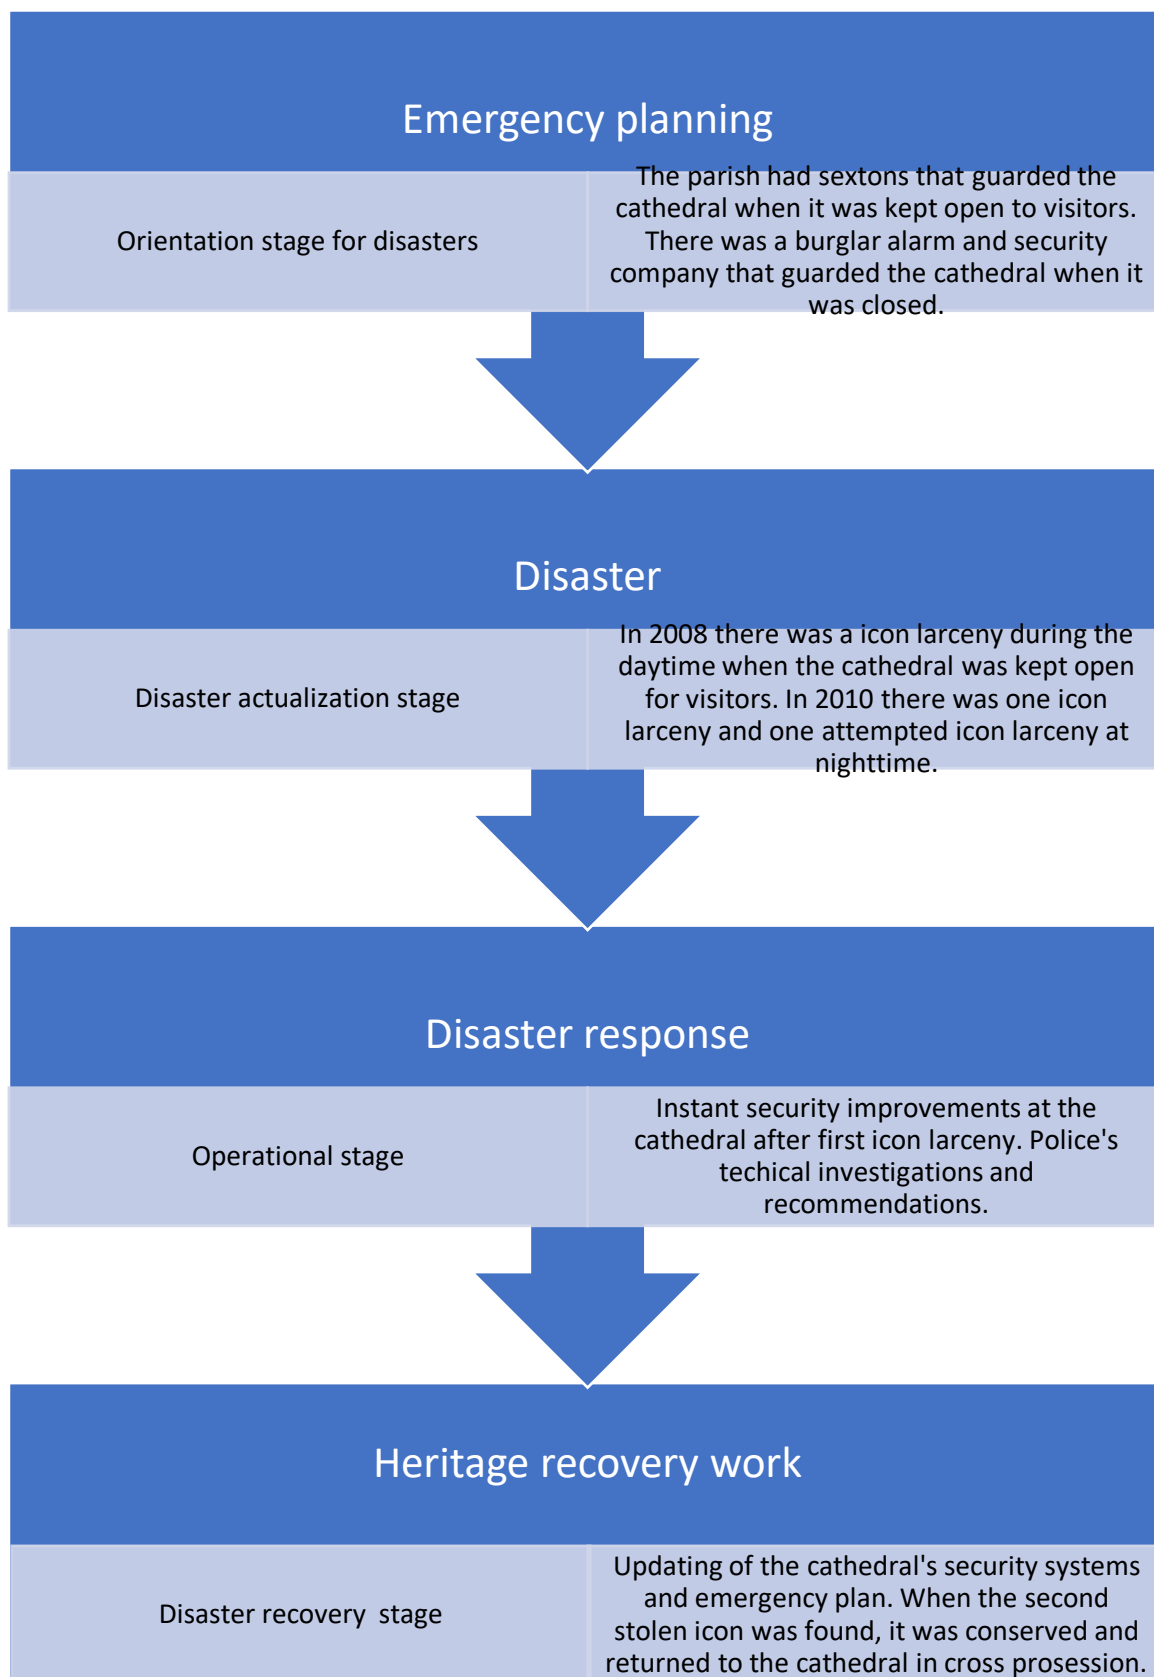 Emergency planning
Orientation stage for disasters
The parish had sextons that guarded the
cathedral when it was kept open to visitors.
There was a burglar alarm and security
company that guarded the cathedral when it
was closed.
Disaster
Disaster actualization stage
In 2008 there was a icon larceny during the
daytime when the cathedral was kept open
for visitors. In 2010 there was one icon
larceny and one attempted icon larceny at
nighttime.
Disaster response
Operational stage
Instant security improvements at the
cathedral after first icon larceny. Police's
techical investigations and
recommendations.
Heritage recovery work
Disaster recovery  stage
Updating of the cathedral's security systems
and emergency plan. When the second
stolen icon was found, it was conserved and
returned to the cathedral in cross prosession.